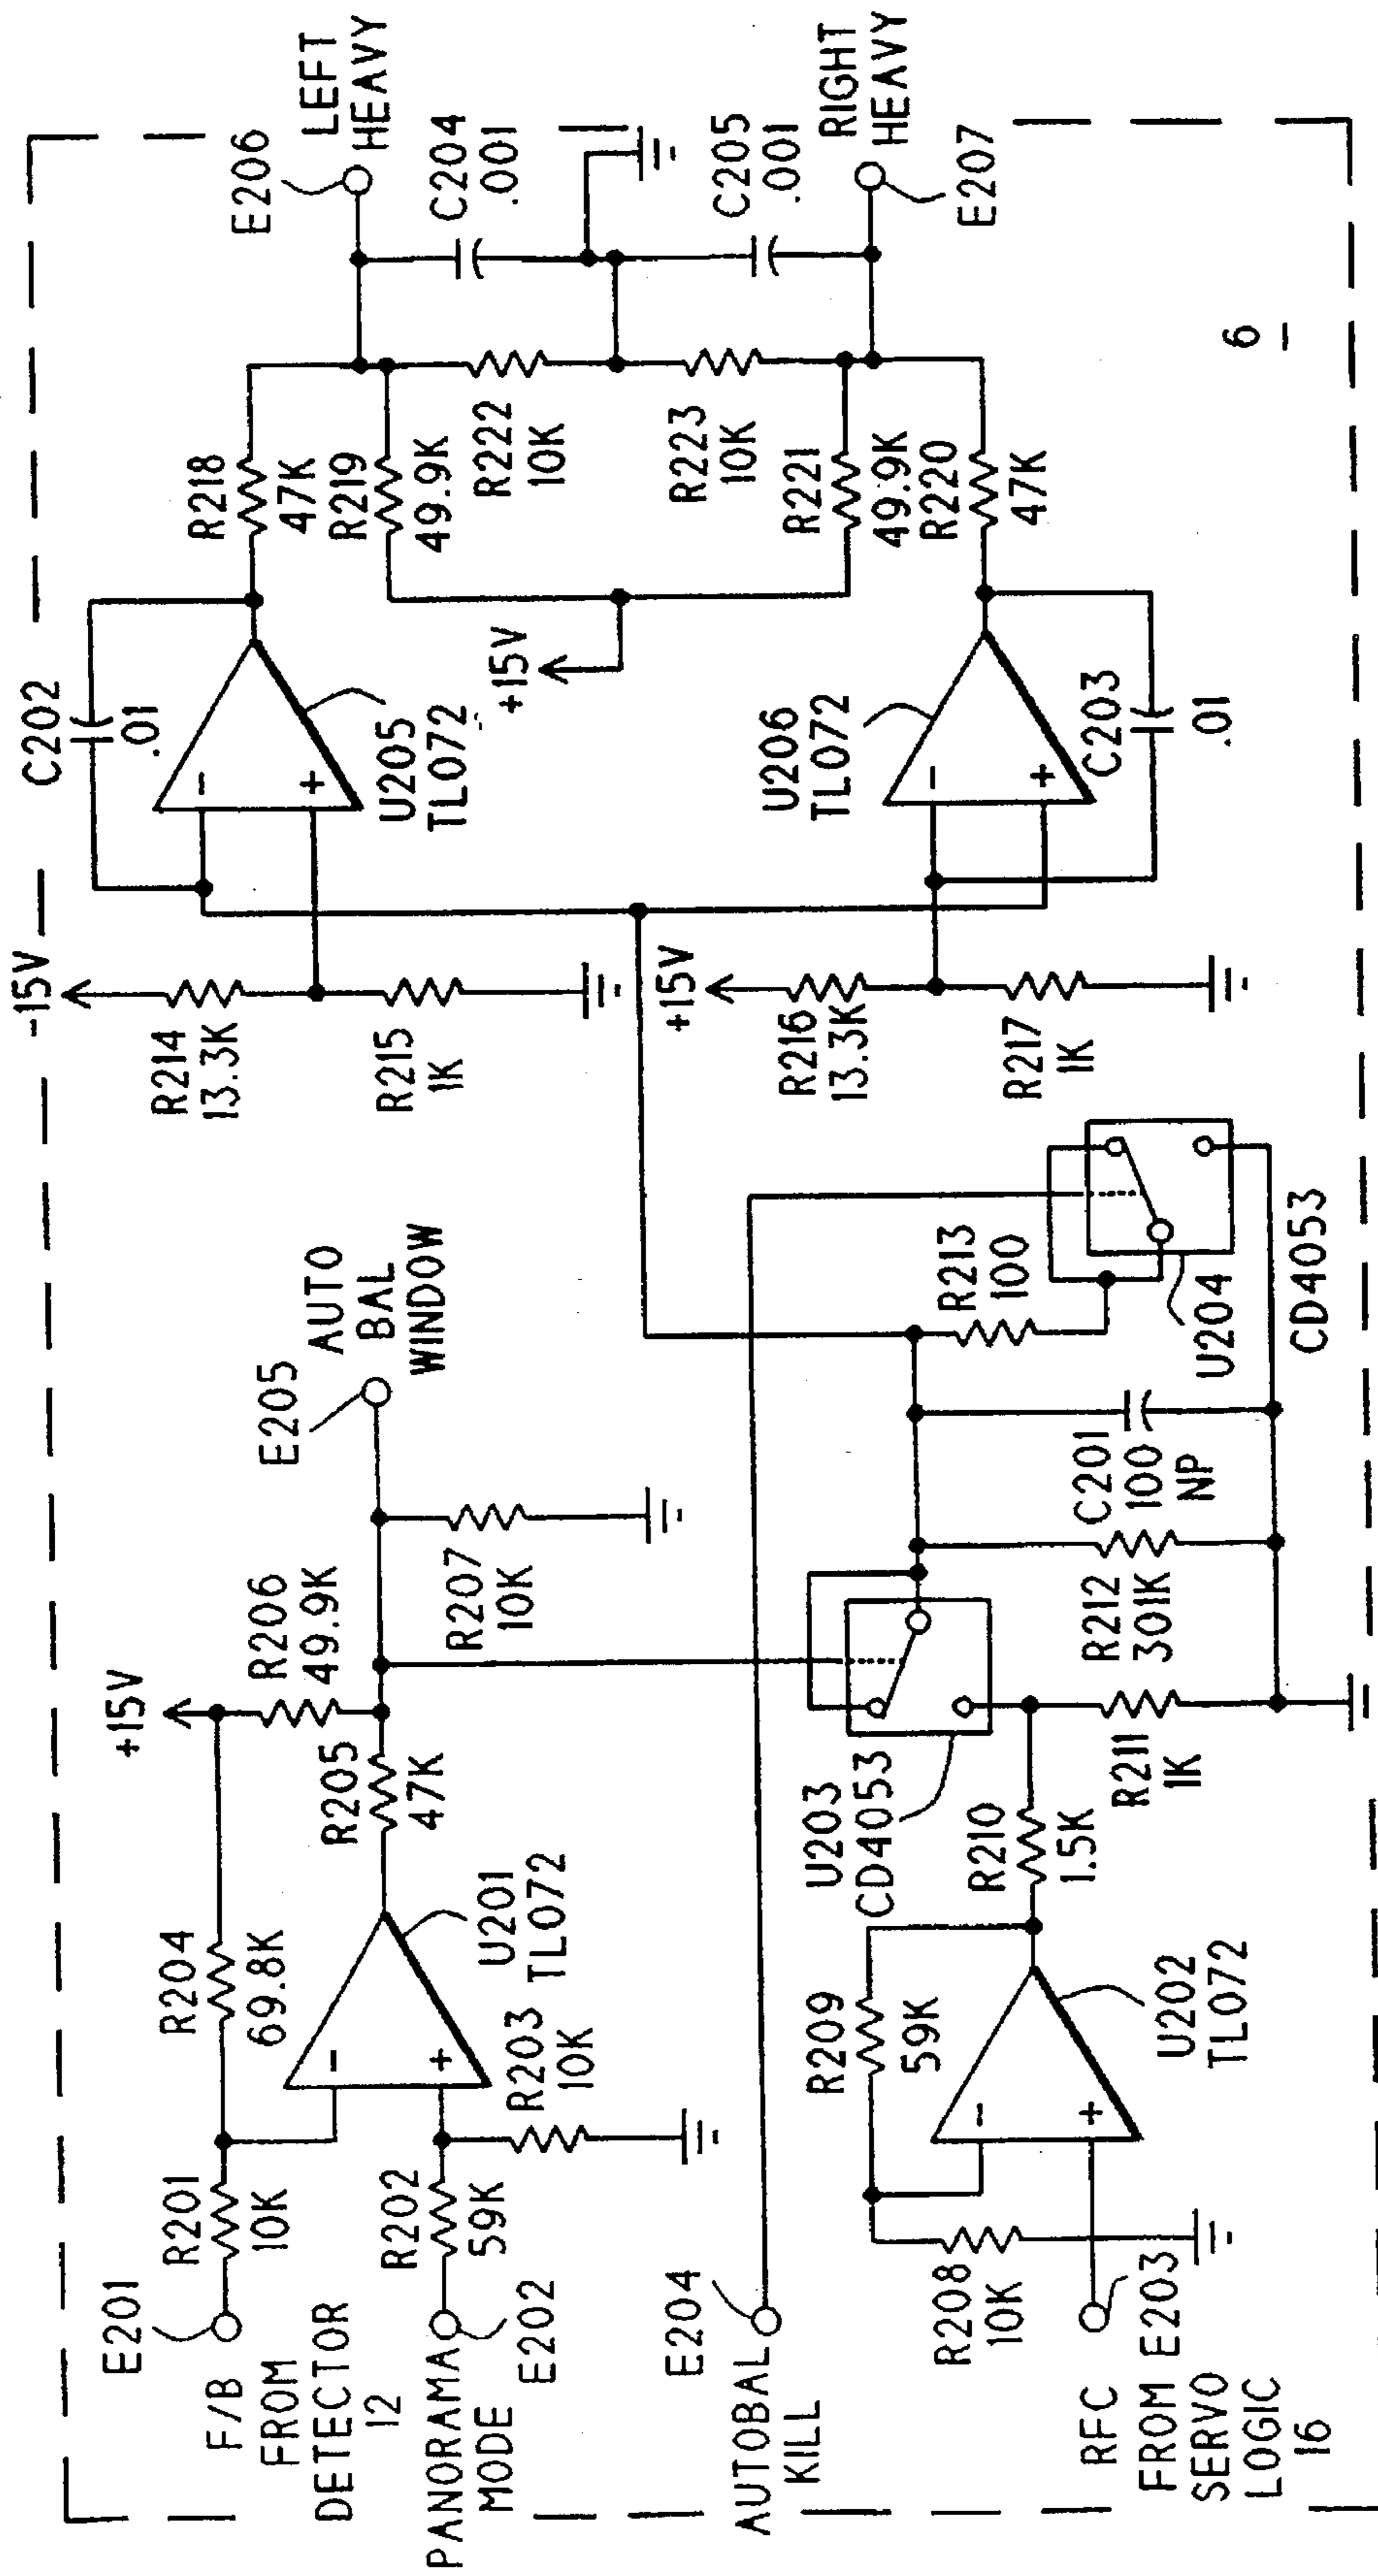 E201
F/B
FROM
DETECTOR
12
R201
10K
R204
69.8K
+15V
R206
49.9K
E205
AUTO
BAL
WINDOW
PANORAMA
MODE
E202
R202
59K
R203
10K
-
+
U201
TL072
R205
47K
R207
10K
E204
AUTOBAL
KILL
RFC
FROM
SERVO
LOGIC
16
E203
R208
10K
R209
59K
-
+
U202
TL072
R210
1.5K
U203
CD4053
R211
1K
R212
301K
C201
100
NP
R213
100
U204
CD4053
-15V
R214
13.3K
R215
1K
+15V
R216
13.3K
R217
1K
C202
.01
-
+
U205
TL072
+15V
U206
TL072
-
+
C203
.01
R218
47K
R219
49.9K
R222
10K
R223
10K
R221
49.9K
R220
47K
E206
LEFT
HEAVY
C204
.001
C205
.001
RIGHT
HEAVY
E207
6